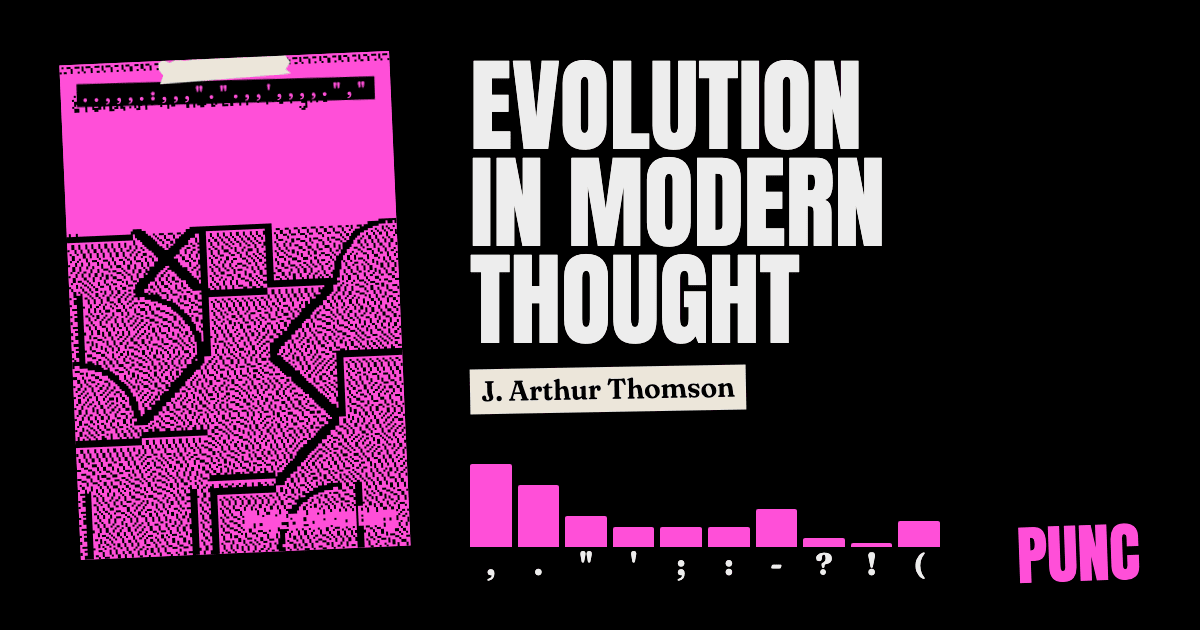 . . , , , . : , , , " . " . , , ' , , , , . " , "
EVOLUTION
IN MODERN
THOUGHT
J. Arthur Thomson
, . " ' ; : - ? ! (
PUNC